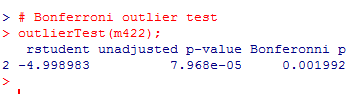 > # Bonferroni outlier test
> outlierTest(m422);
rstudent unadjusted p-value Bonferonni p
2 -4.998983 7.968e-05 0.001992
>